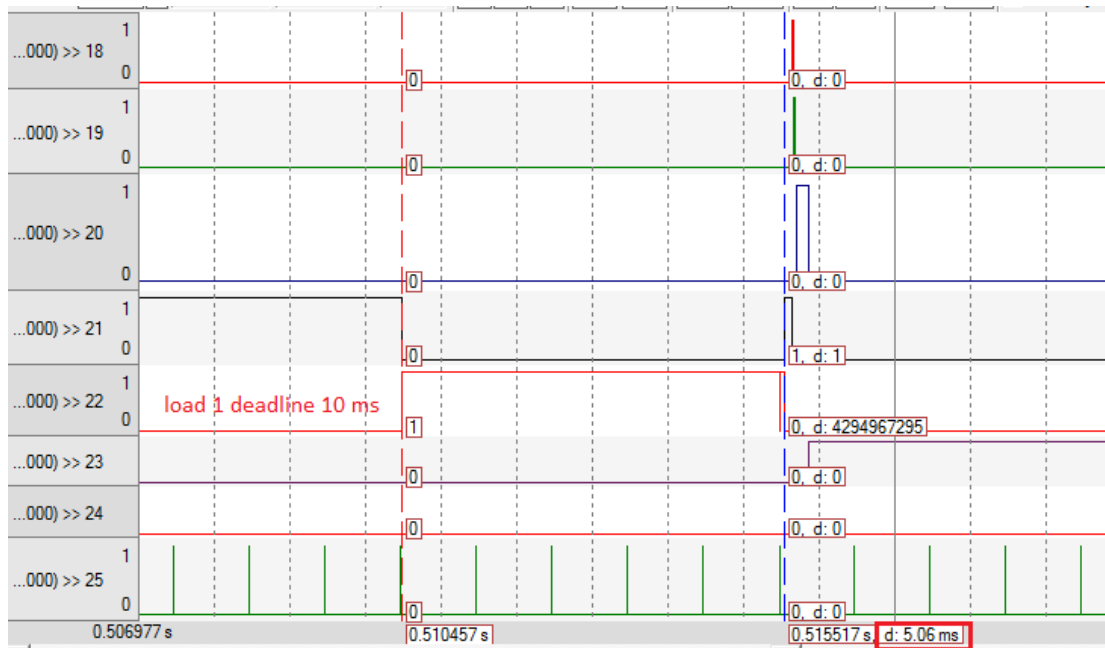 1
...000) >> 18
0
0
0, d: 0
1
...000) >> 19
0
0
0, d: 0
1
...000) >> 20
0
0
0, d: 0
1
...000) >> 21
0
0
1, d: 1
1
...000) >> 22
load 1 deadline 10 ms
0
1
0, d: 4294967295
...000) >> 23
0
0, d: 0
...000) >> 24
0
0, d: 0
1
...000) >> 25
0
0
0, d: 0
0.506977 s
0.510457 s
0.515517 s, d: 5.06 ms